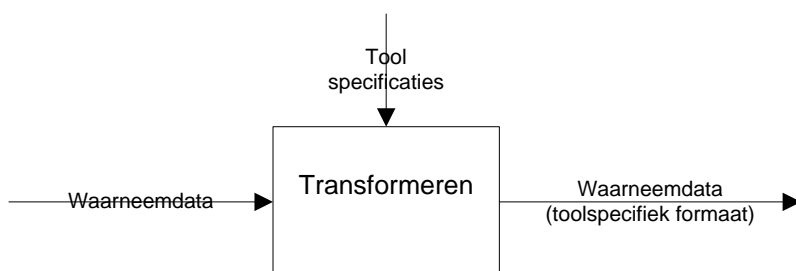 Tool
specificaties
Transformeren
Waarneemdata
Waarneemdata
(toolspecifiek formaat)